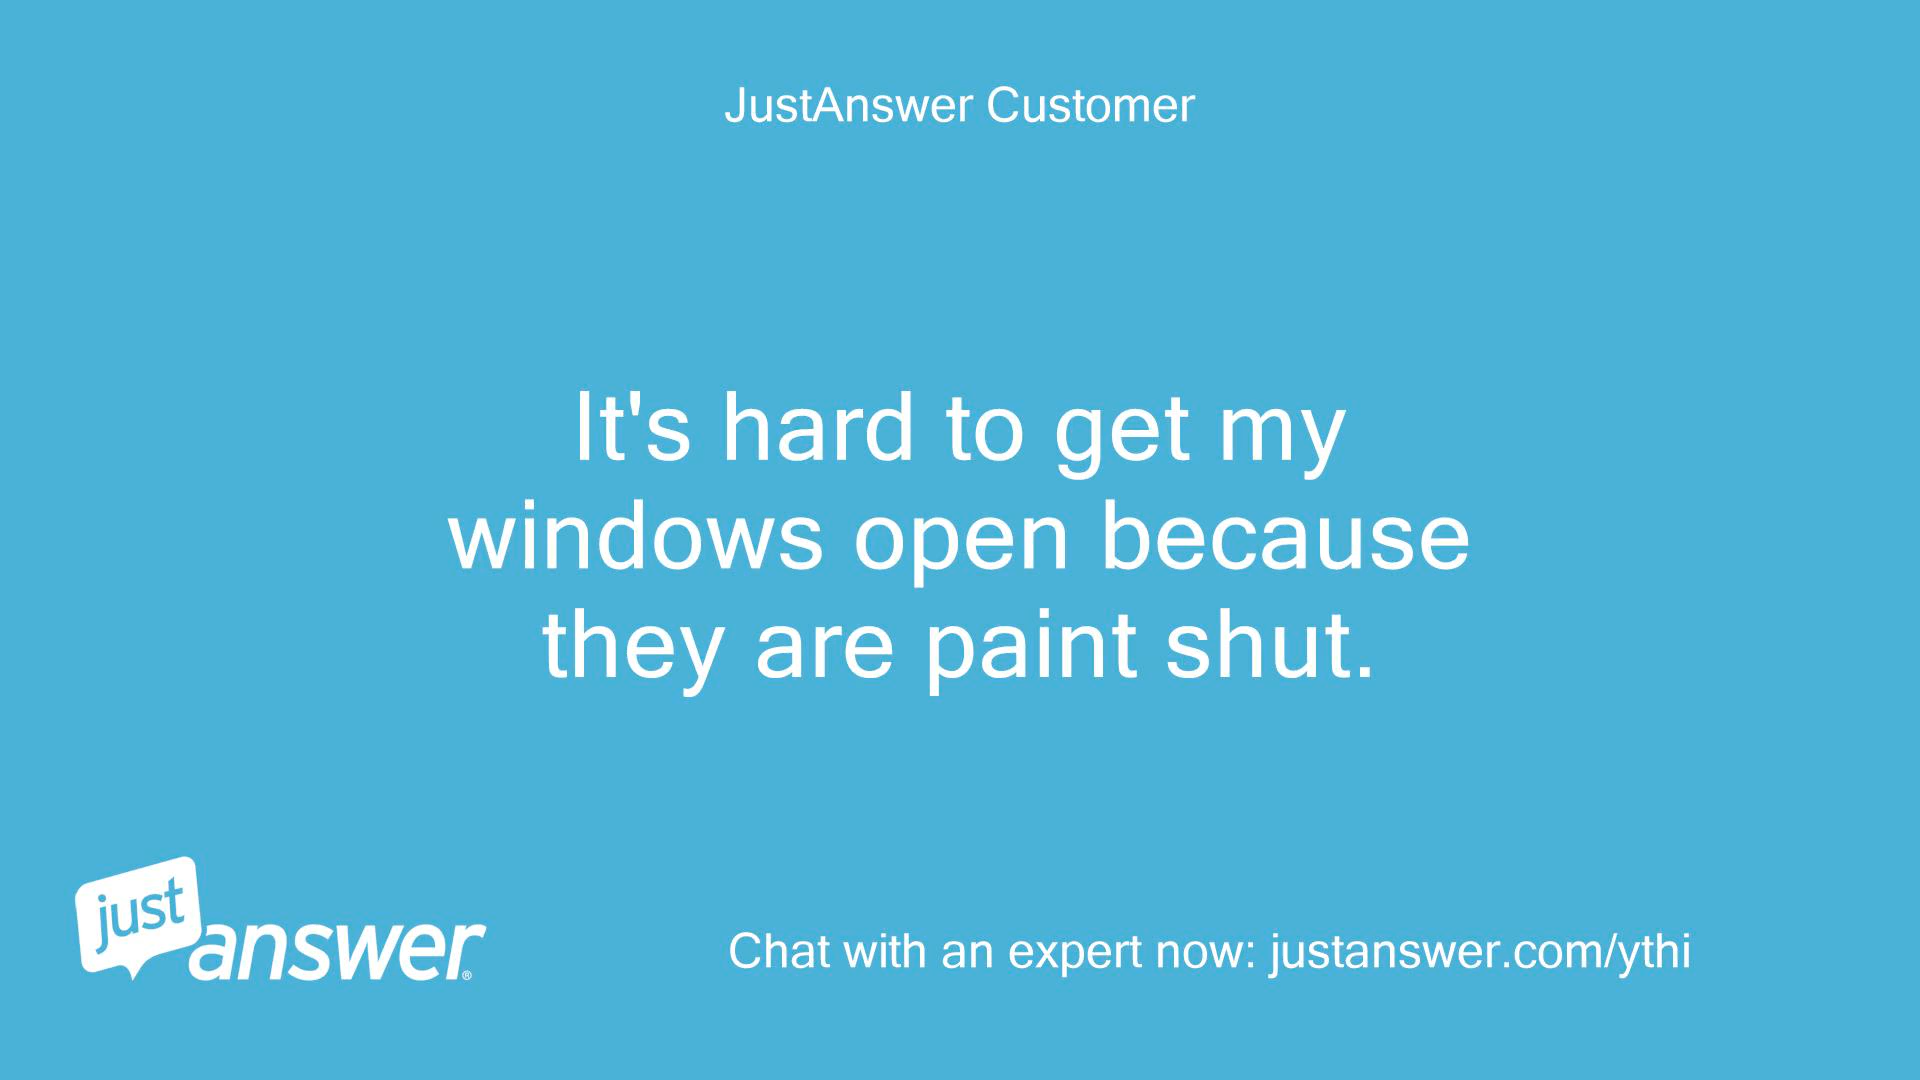 JustAnswer Customer
It's hard to get my
windows open because
they are paint shut.
just
answer®
Chat with an expert now: justanswer.com/ythi